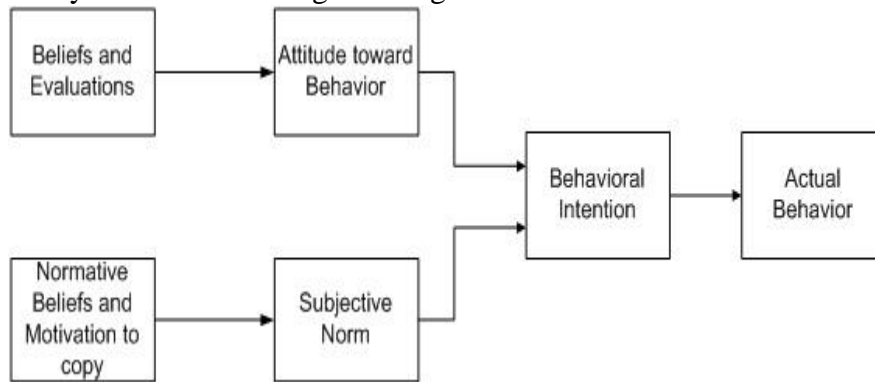 Beliefs and
Evaluations
Attitude toward
Behavior
Behavioral
Intention
Actual
Behavior
Normative
Beliefs and
Motivation to
copy
Subjective
Norm